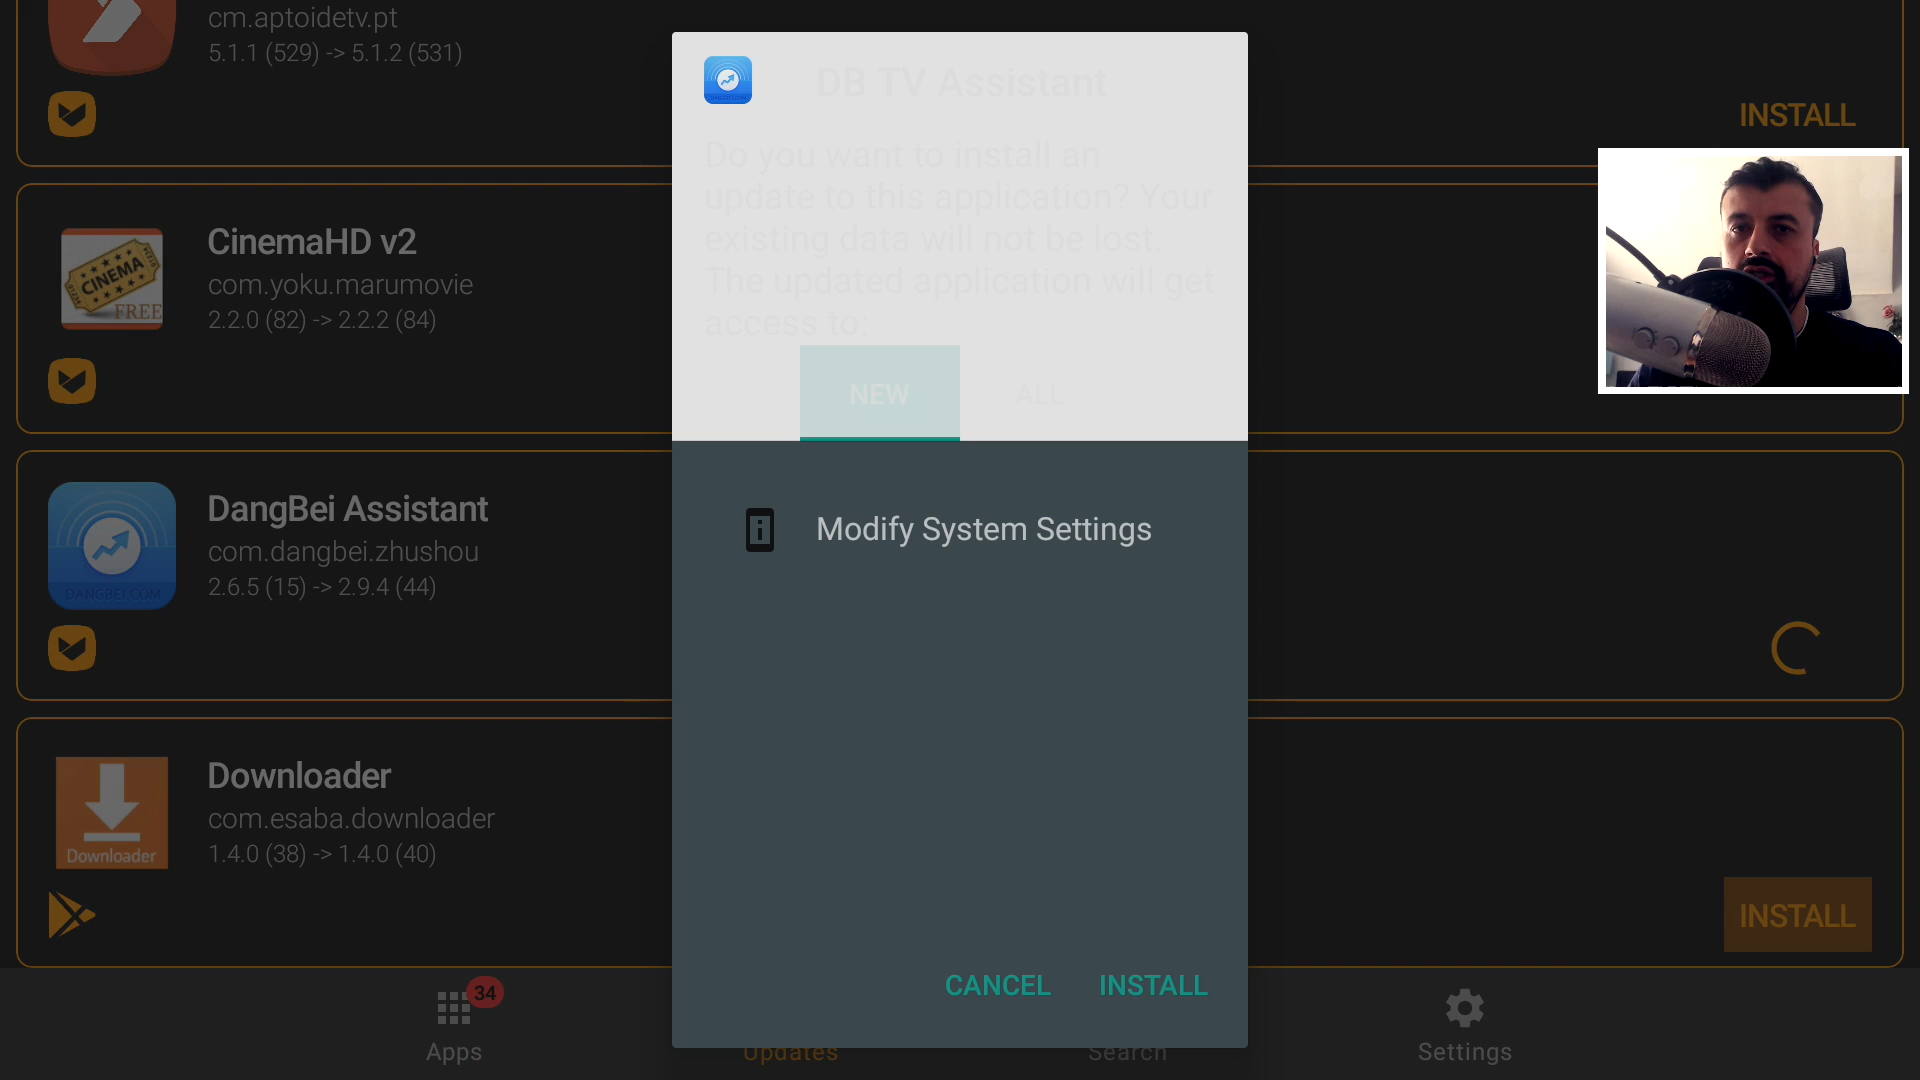 cm.aptoidetv.pt
5.1.1 (529) -> 5.1.2 (531)
INSTALL
CinemaHD v2
com.yoku.marumovie
2.2.0 (82) -> 2.2.2 (84)
CINEMA
FREE
DangBei Assistant
com.dangbei.zhushou
2.6.5 (15) -> 2.9.4 (44)
DANGBEI.COM
Downloader
com.esaba.downloader
1.4.0 (38) -> 1.4.0 (40)
Downloader
INSTALL
DB TV Assistant
Do you want to install an
update to this application? Your
existing data will not be lost.
The updated application will get
access to:
NEW
ALL
Modify System Settings
CANCEL
INSTALL
34
Apps
Updates
Search
Settings